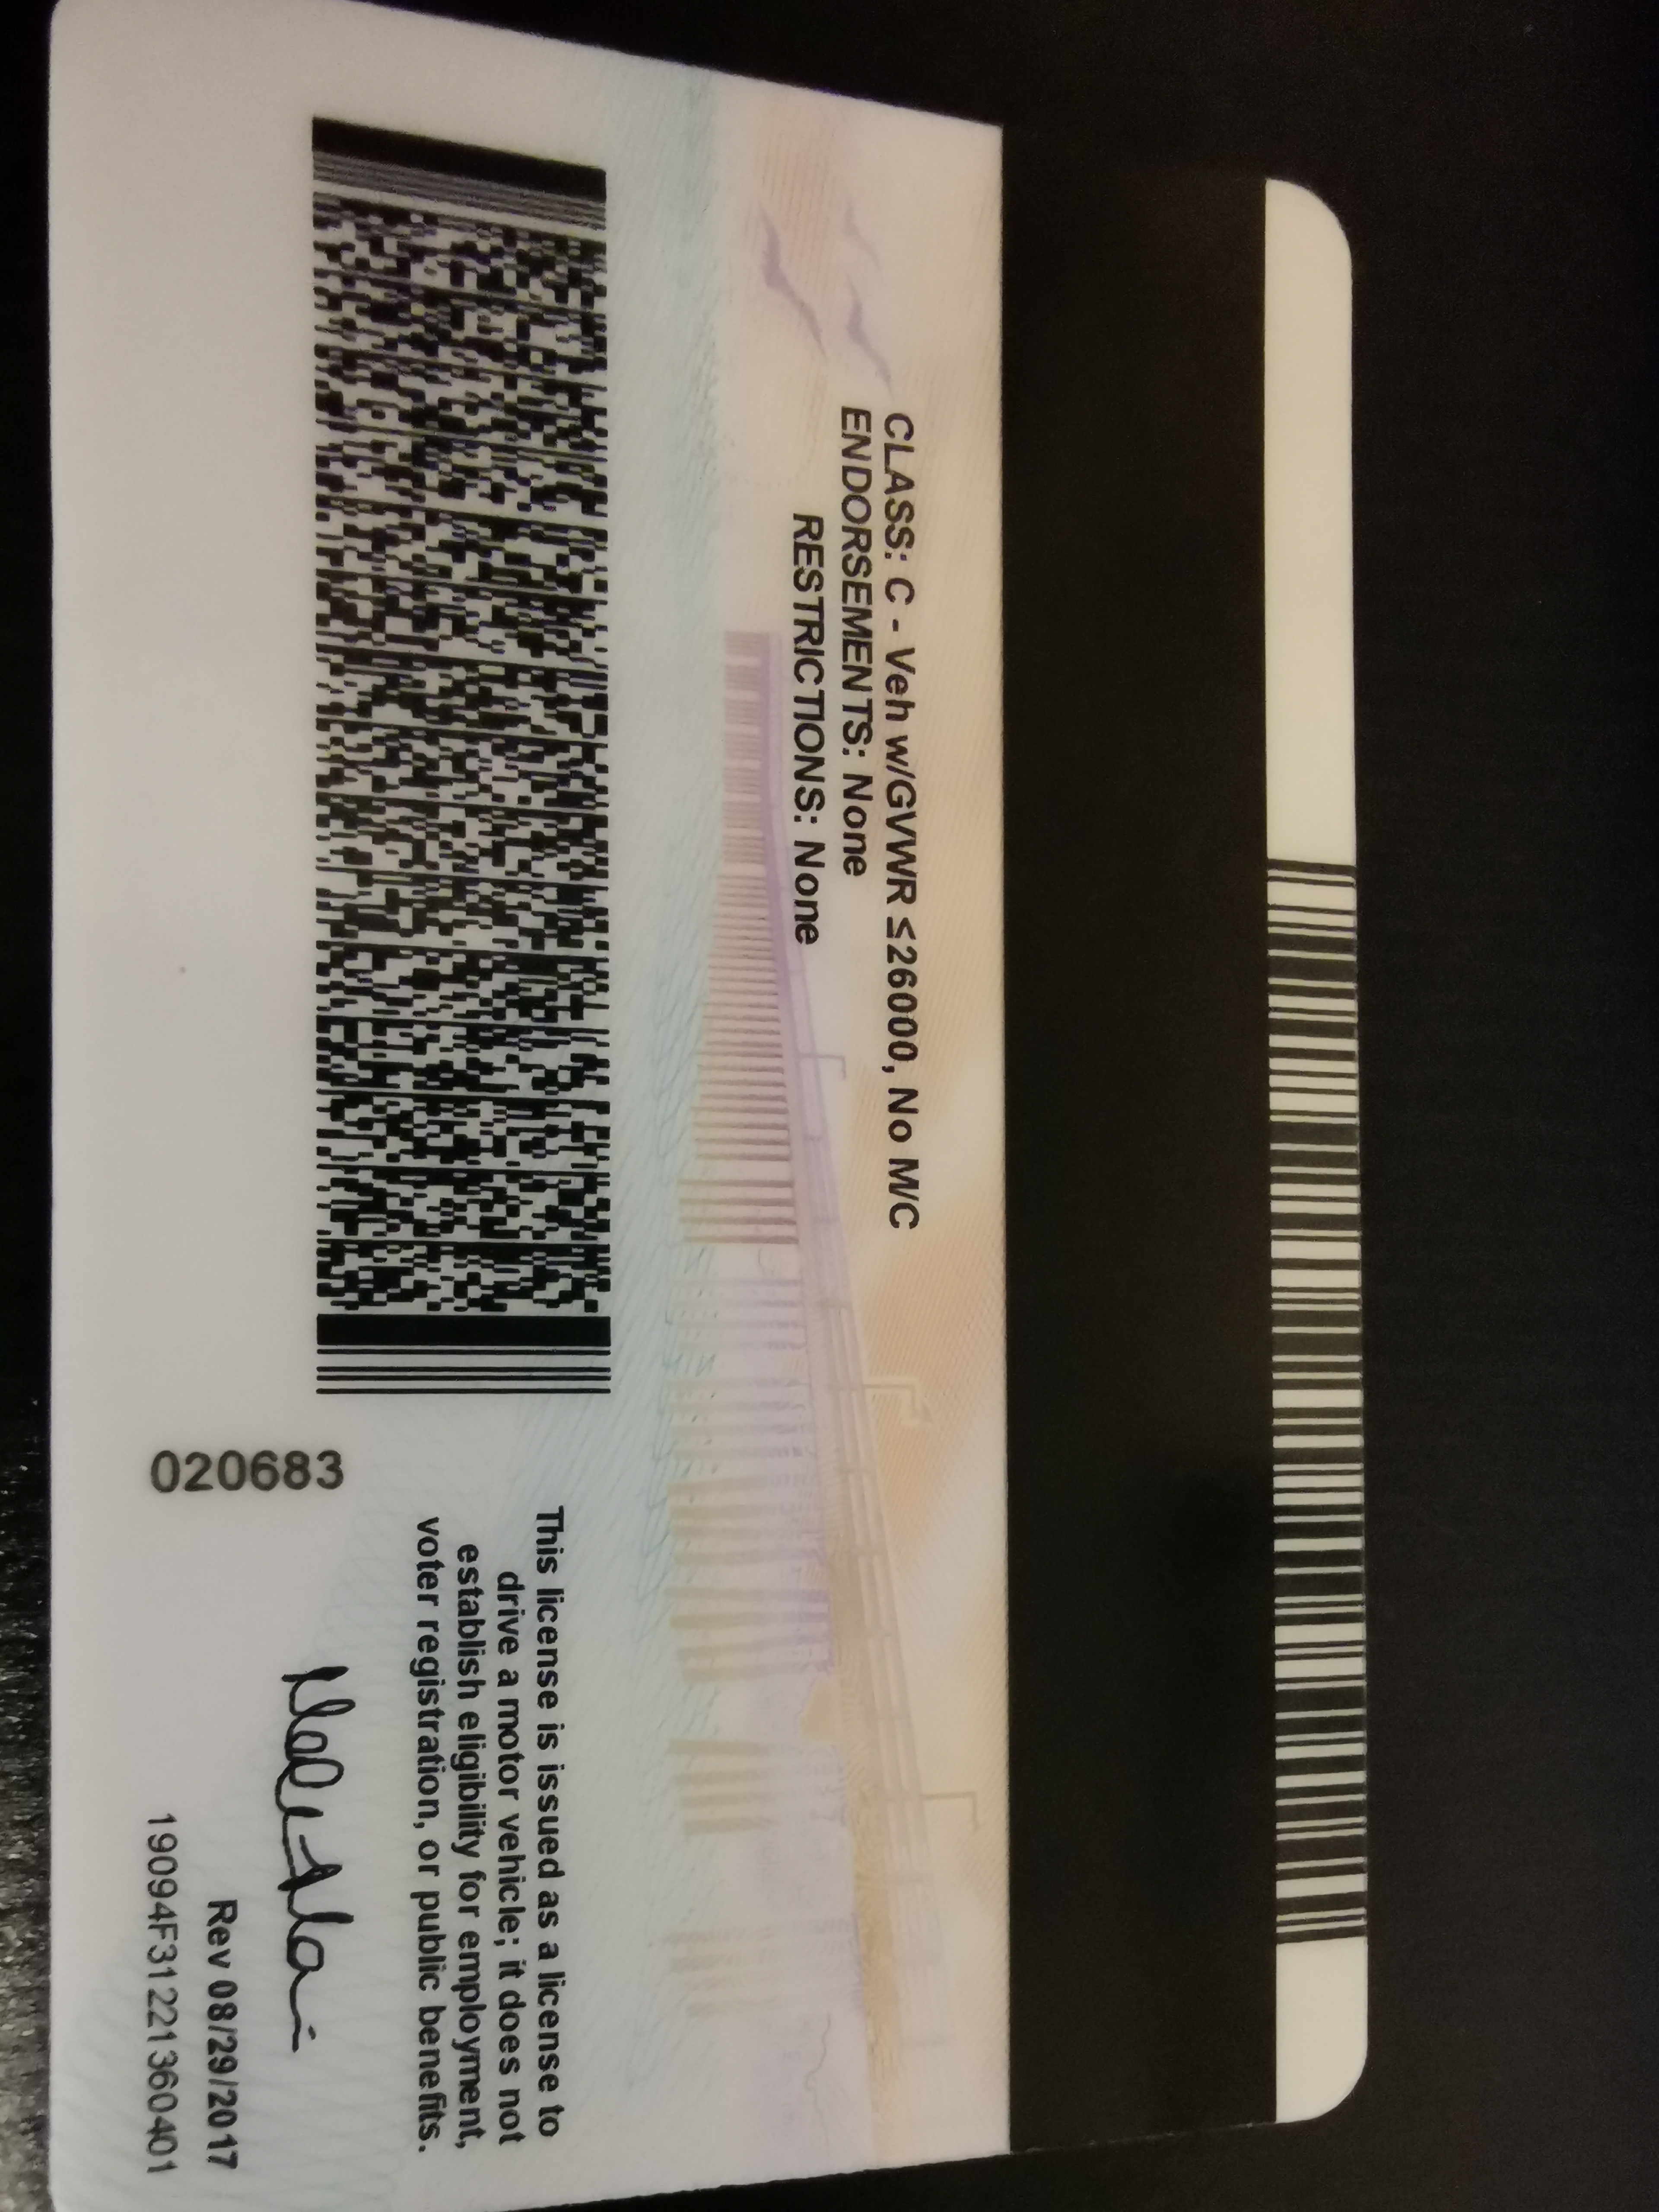 CLASS: C - Veh w/GVWR ≤26000, No M/C
ENDORSEMENTS: None
RESTRICTIONS: None
020683
This license is issued as a license to
drive a motor vehicle; it does not
establish eligibility for employment,
voter registration, or public benefits.
Rev 08/29/2017
19094F31221360401